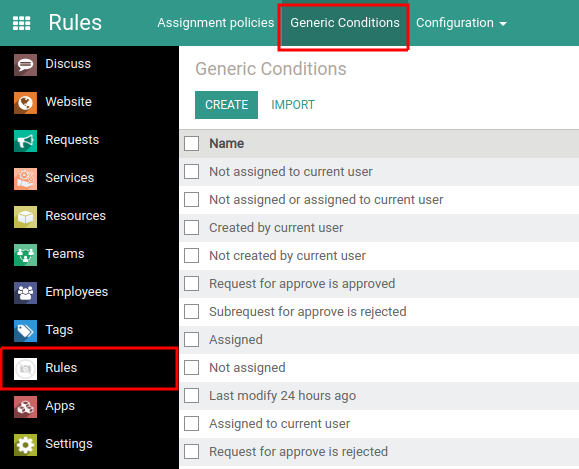 Rules
Assignment policies
Generic Conditions
Configuration
Discuss
Website
Requests
Services
Resources
Teams
Employees
Tags
Rules
Apps
Settings
Generic Conditions
CREATE
IMPORT
Name
Not assigned to current user
Not assigned or assigned to current user
Created by current user
Not created by current user
Request for approve is approved
Subrequest for approve is rejected
Assigned
Not assigned
Last modify 24 hours ago
Assigned to current user
Request for approve is rejected